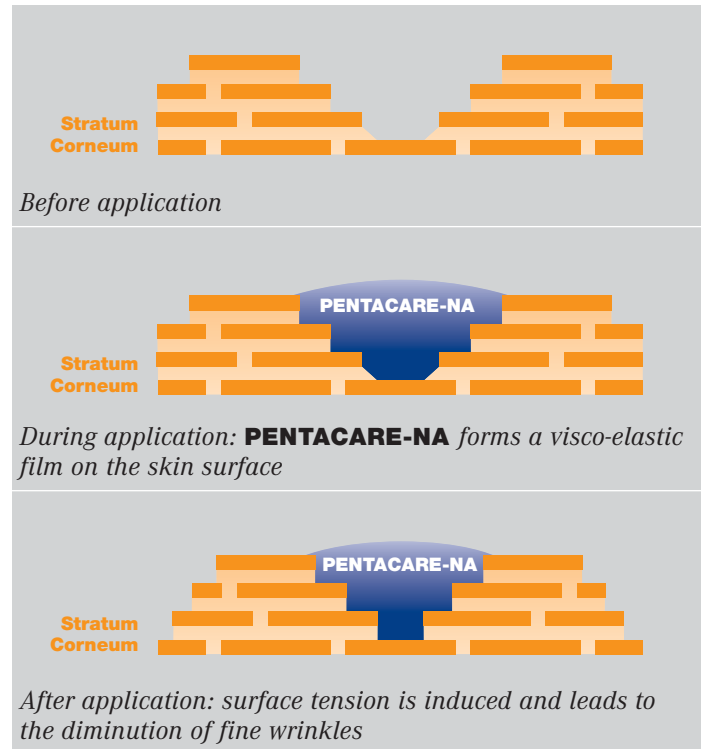 Stratum
Corneum
Before application
PENTACARE-NA
Stratum
Corneum
During application: PENTACARE-NA forms a visco-elastic
film on the skin surface
PENTACARE-NA
Stratum
Corneum
After application: surface tension is induced and leads to
the diminution of fine wrinkles